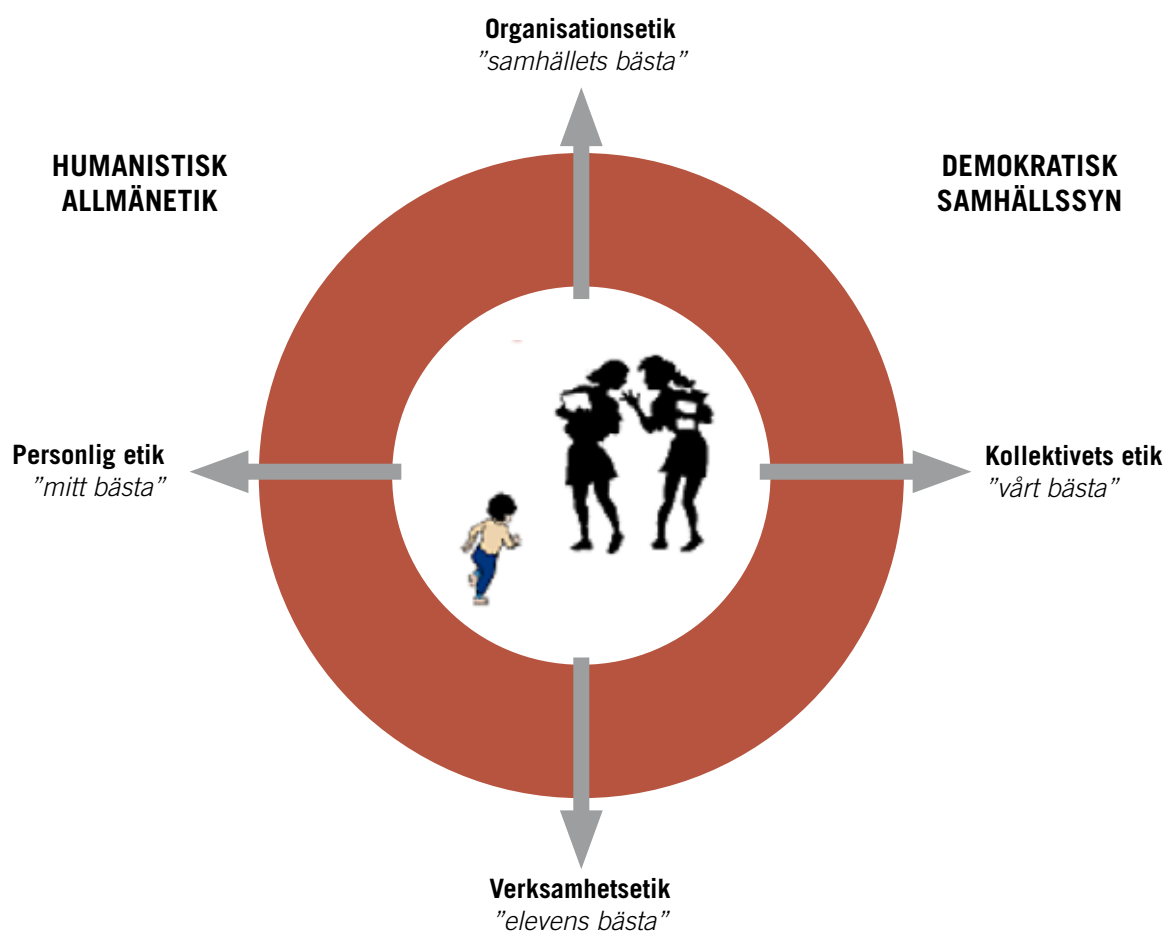 Organisationsetik
”samhällets bästa”
HUMANISTISK
ALLMÄNETIK
DEMOKRATISK
SAMHÄLLSSYN
Personlig etik
”mitt bästa”
Kollektivets etik
”vårt bästa”
Verksamhetsetik
”elevens bästa”